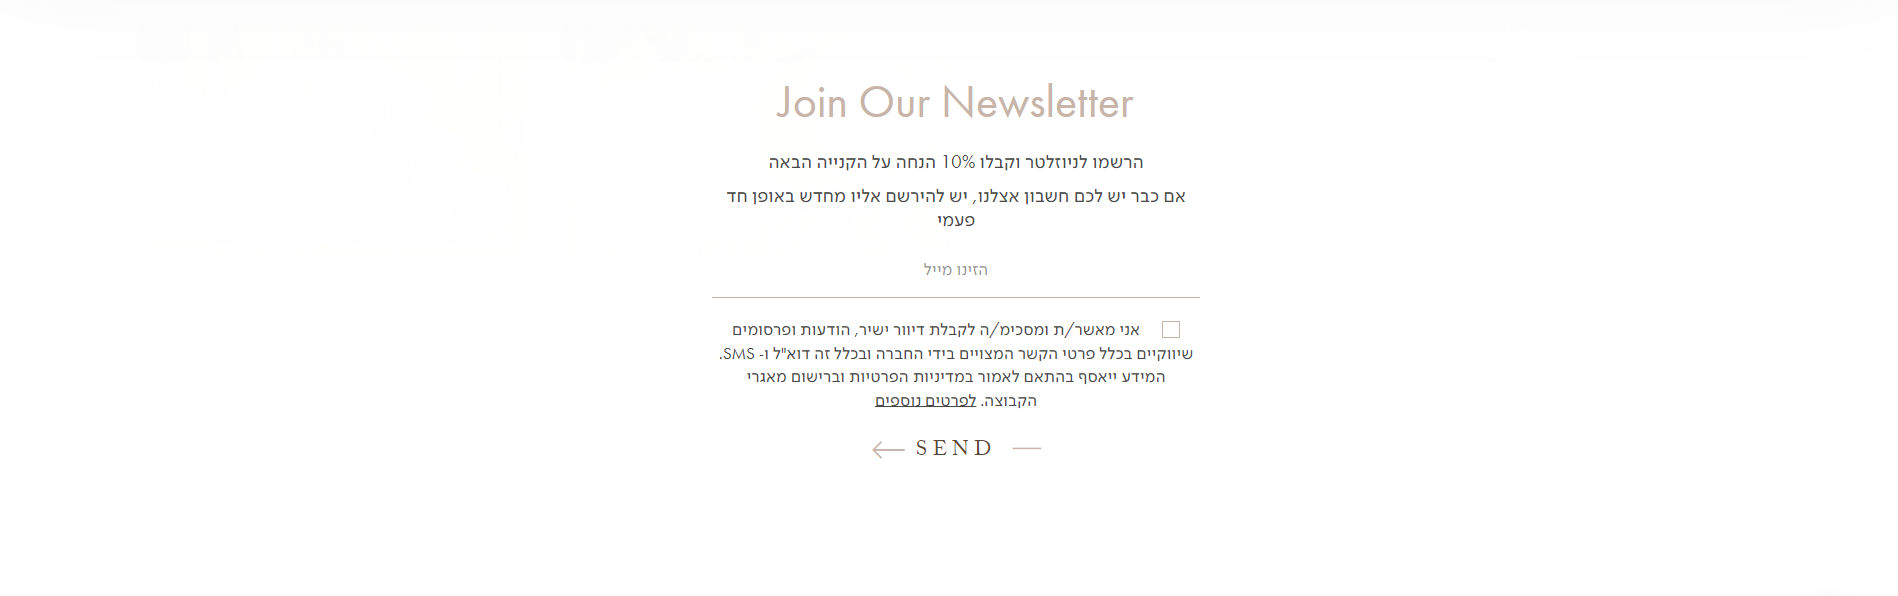 Join Our Newsletter
הרשמו לניוזלטר וקבלו 10% הנחה על הקנייה הבאה
אם כבר יש לכם חשבון אצלנו, יש להירשם אליו מחדש באופן חד
פעמי
הזינו מייל
אני מאשר/ת ומסכימ/ה לקבלת דיוור ישיר, הודעות ופרסומים
שיווקיים בכלל פרטי הקשר המצויים בידי החברה ובכלל זה דוא"ל ו- SMS.
המידע ייאסף בהתאם לאמור במדיניות הפרטיות וברישום מאגרי
הקבוצה. לפרטים נוספים
SEND